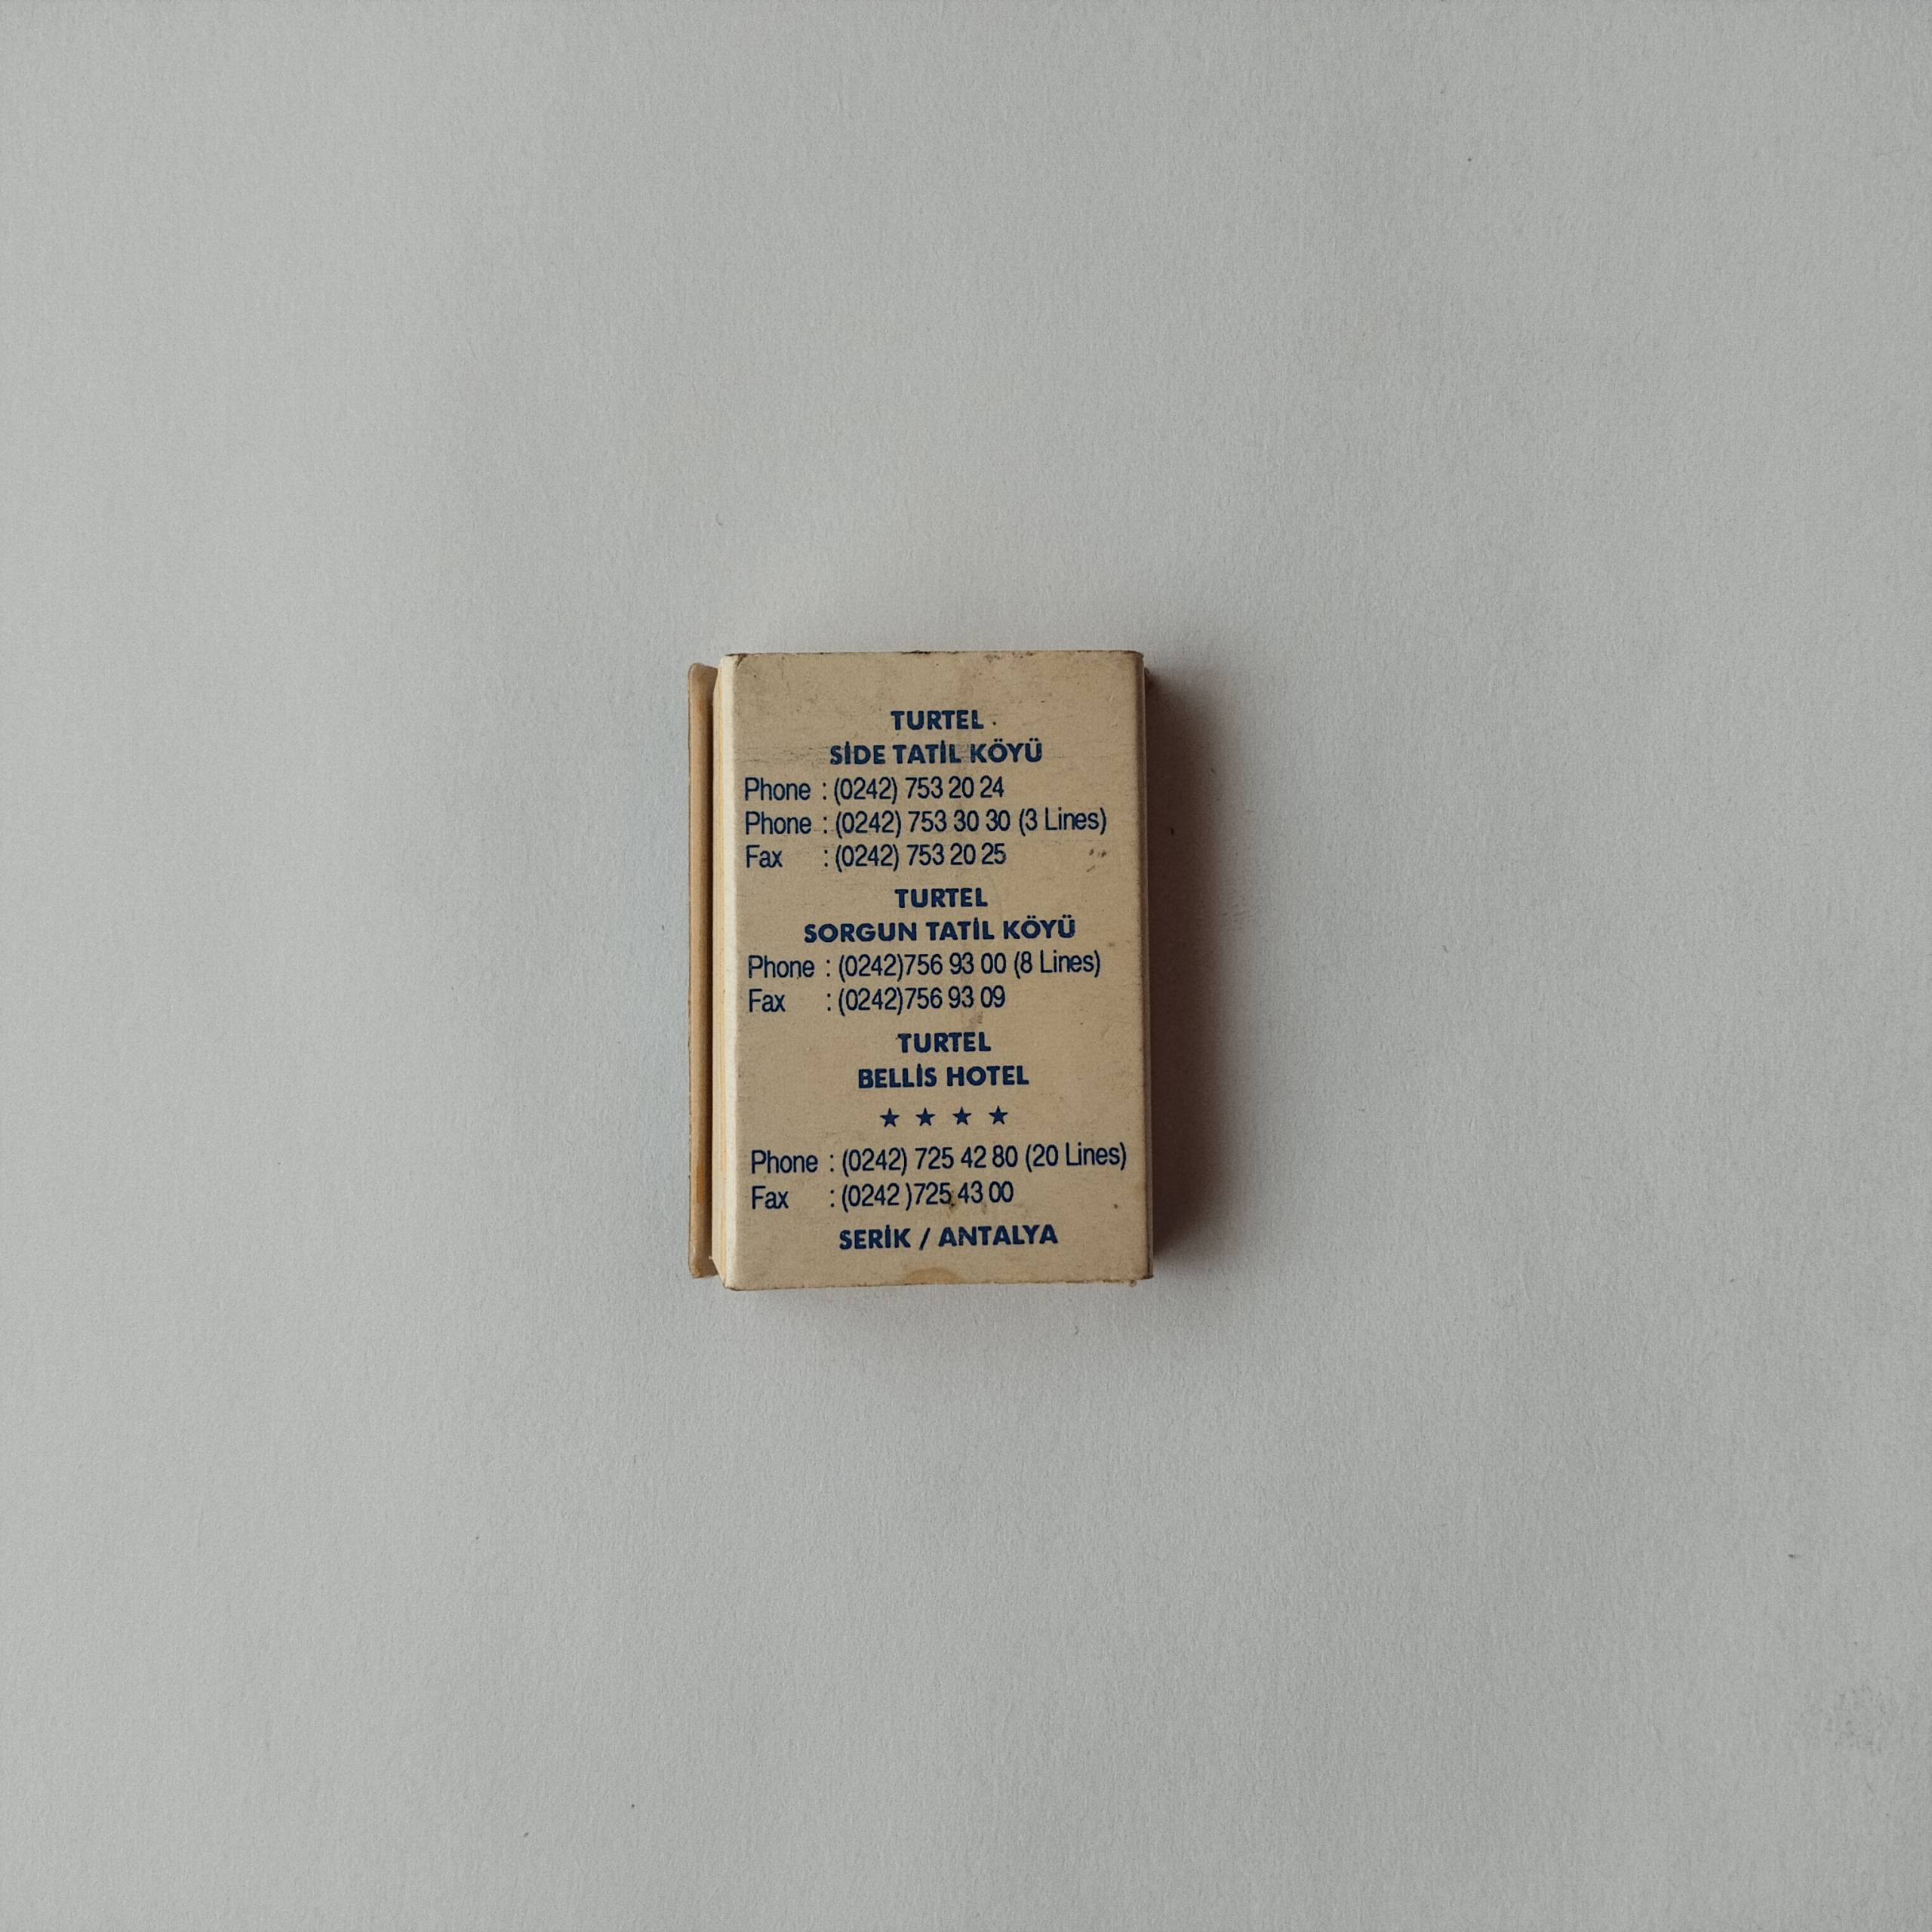 TURTEL
SİDE TATİL KÖYÜ
Phone : (0242) 753 20 24
Phone : (0242) 753 30 30 (3 Lines)
Fax : (0242) 753 20 25
TURTEL
SORGUN TATİL KÖYÜ
Phone : (0242)756 93 00 (8 Lines)
Fax : (0242)756 93 09
TURTEL
BELLİS HOTEL
★ ★ ★ ★
Phone : (0242) 725 42 80 (20 Lines)
Fax : (0242 )725 43 00
SERİK / ANTALYA